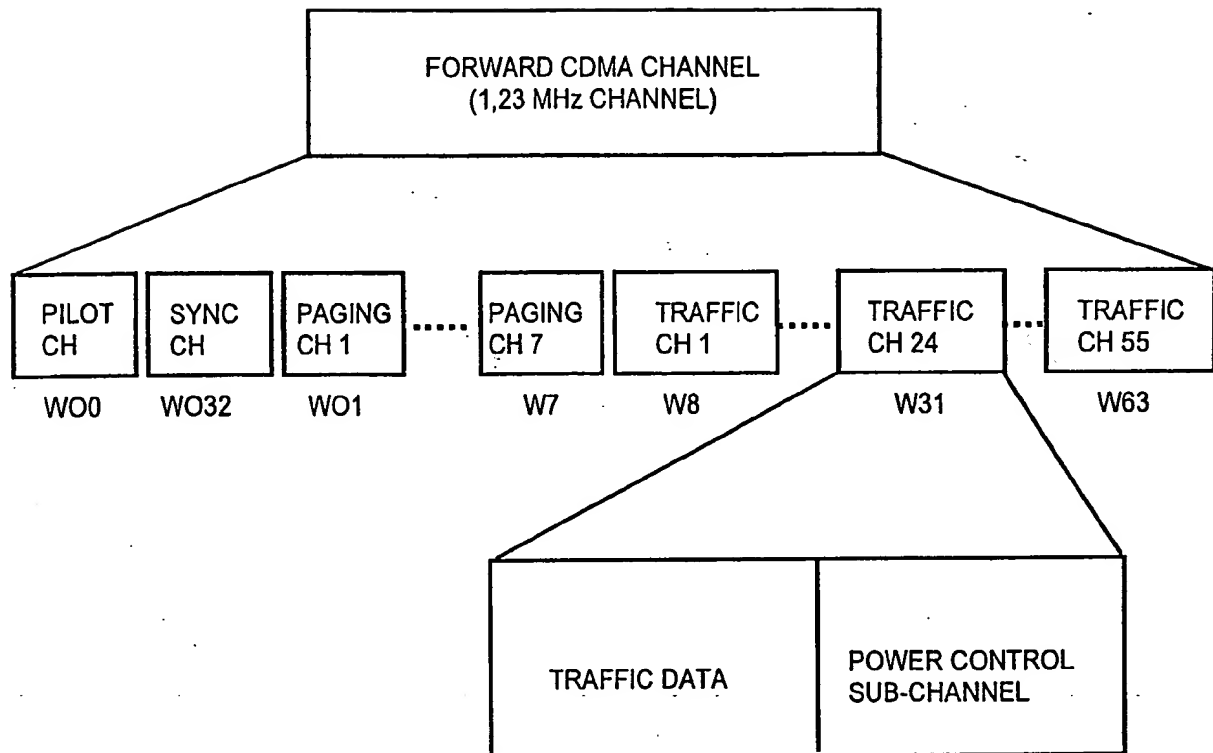 FORWARD CDMA CHANNEL
(1,23 MHz CHANNEL)
PILOT
CH
SYNC
CH
PAGING
CH 1
PAGING
CH 7
TRAFFIC
CH 1
TRAFFIC
CH 24
TRAFFIC
CH 55
WO0
WO32
WO1
W7
W8
W31
W63
TRAFFIC DATA
POWER CONTROL
SUB-CHANNEL